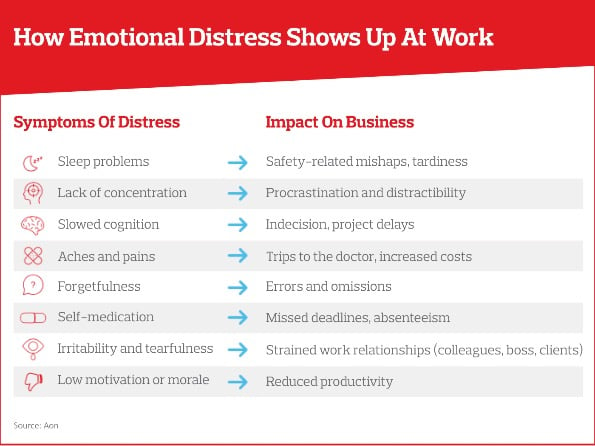 How Emotional Distress Shows Up At Work
Symptoms Of Distress Impact On Business
Sleep problems Safety-related mishaps, tardiness
Lack of concentration Procrastination and distractibility
Slowed cognition Indecision, project delays
Aches and pains Trips to the doctor, increased costs
? Forgetfulness Errors and omissions
Self-medication Missed deadlines, absenteeism
Irritability and tearfulness Strained work relationships (colleagues, boss, clients)
Low motivation or morale Reduced productivity
Source: Aon